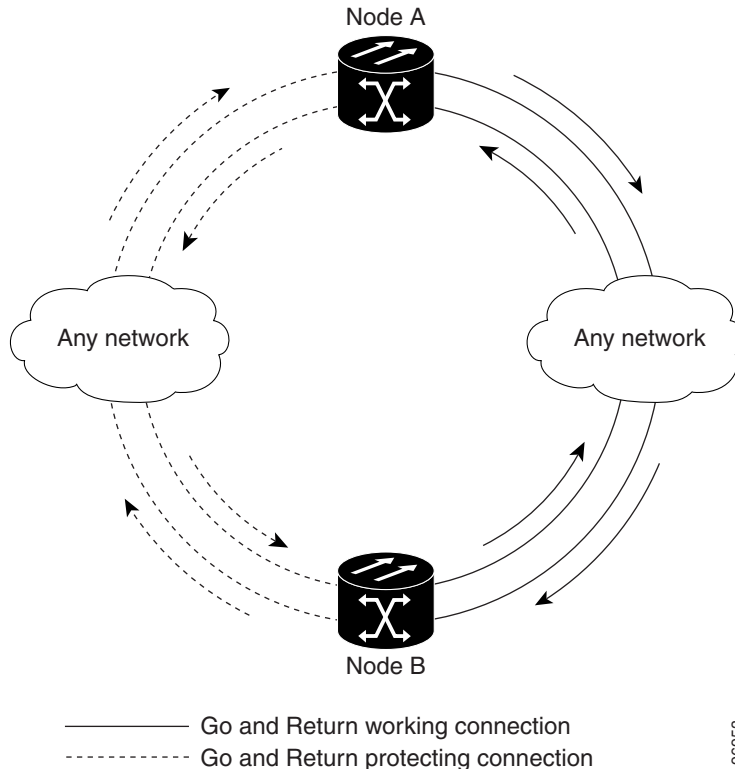 Node A
Any network
Any network
Node B
Go and Return working connection
Go and Return protecting connection